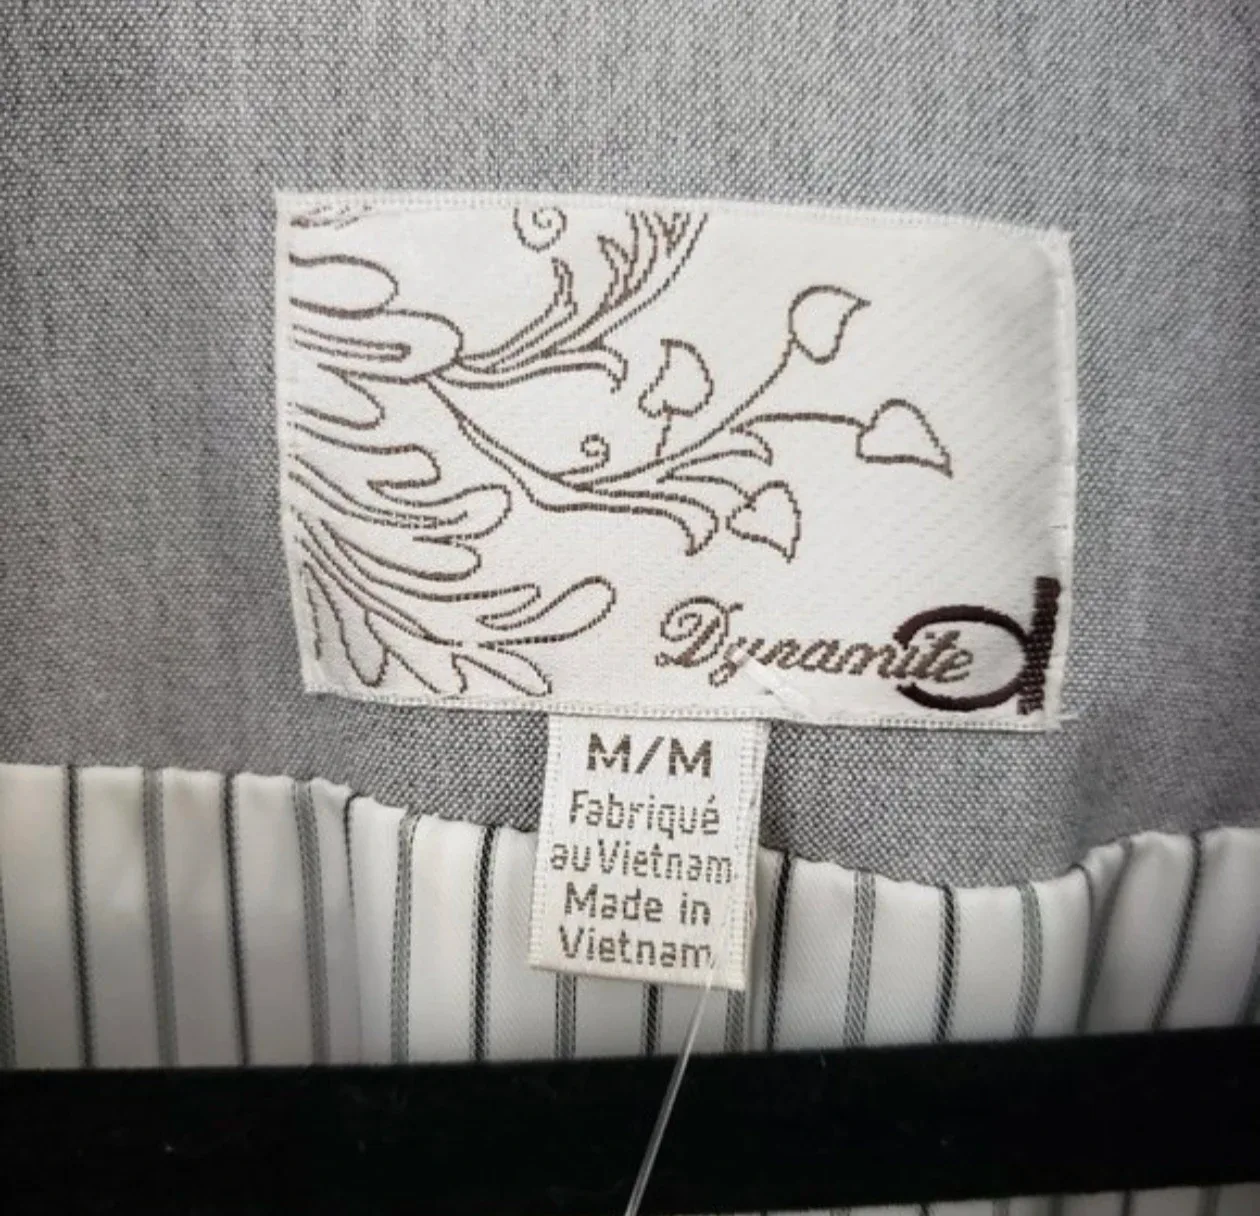 Dynamite
M/M
Fabriqué
au Vietnam
Made in
Vietnam